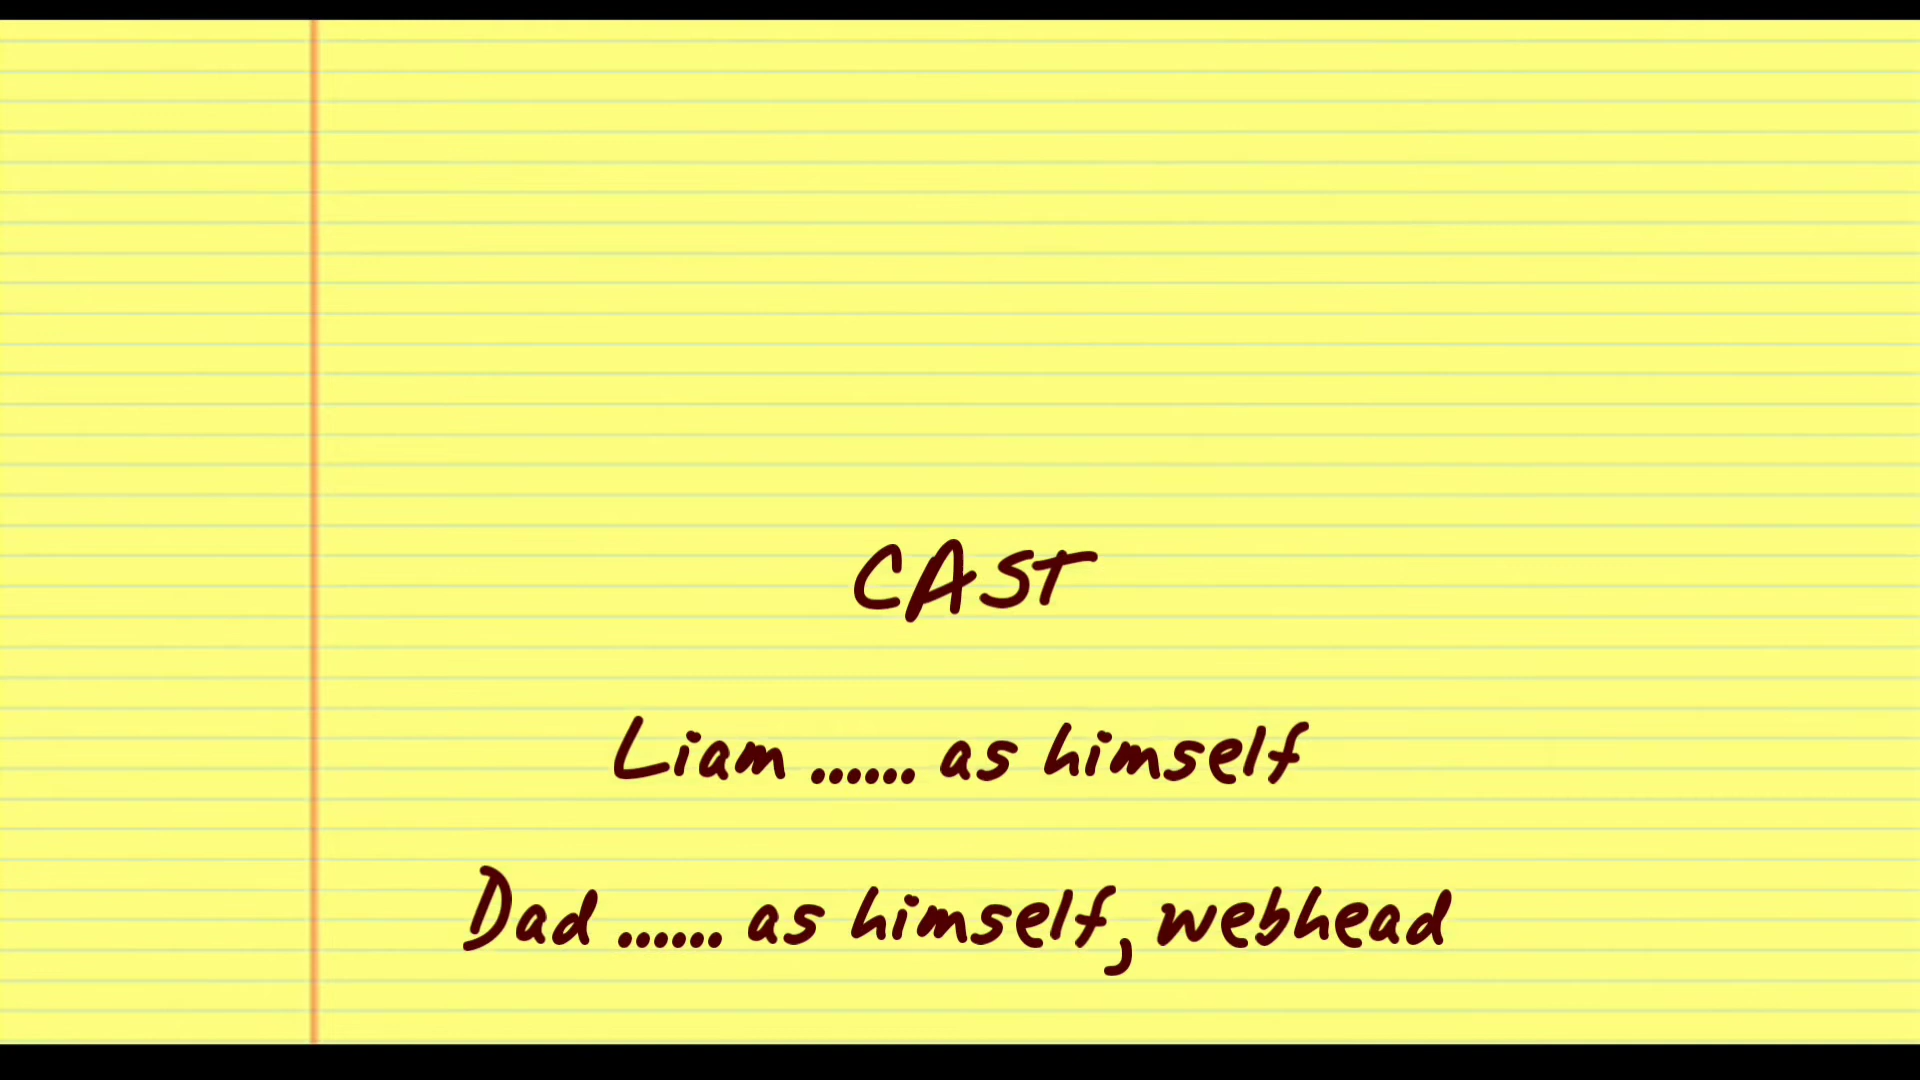 CAST
Liam ...... as himself
Dad ...... as himself, webhead